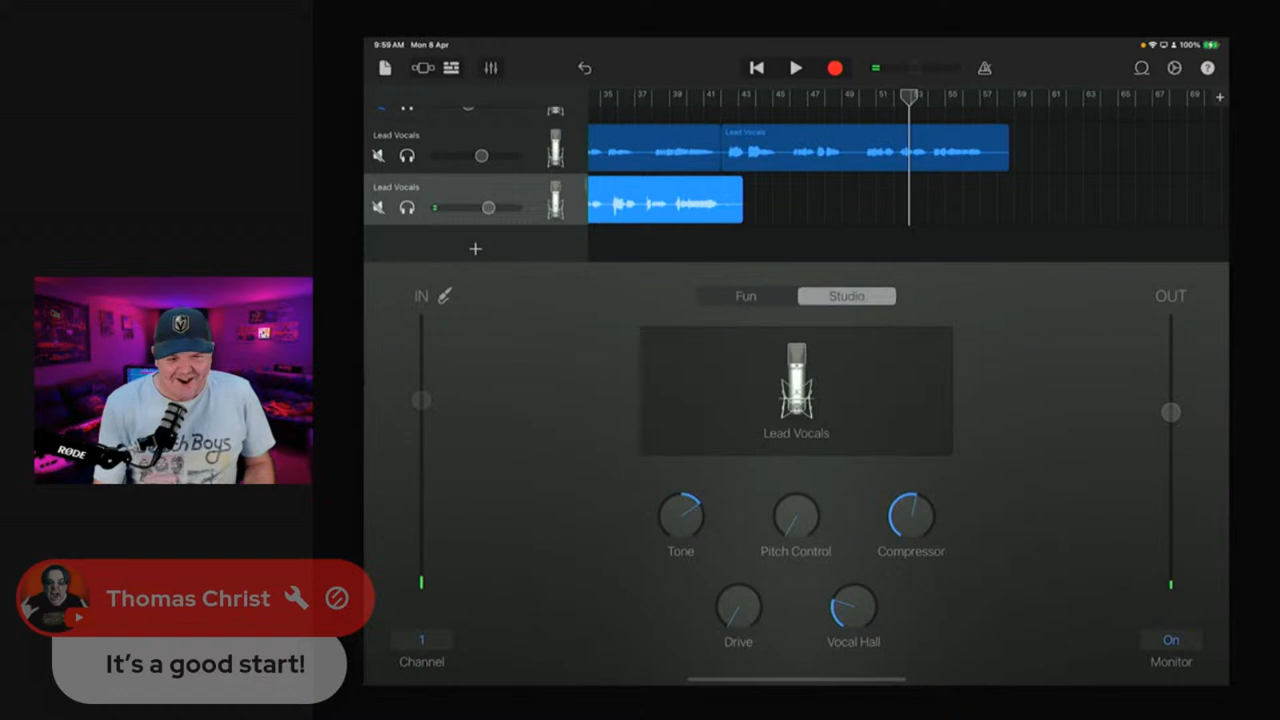 9:59 AM Mon 8 Apr
100%
35 37 39 41 43 45 47 49 51 53 55 57 59 61 63 65 67 69
Lead Vocals
Lead Vocals
Lead Vocals
Fun
Studio
IN
OUT
Lead Vocals
Tone
Pitch Control
Compressor
Drive
Vocal Hall
1
Channel
On
Monitor
RØDE
Boys
Thomas Christ
It's a good start!